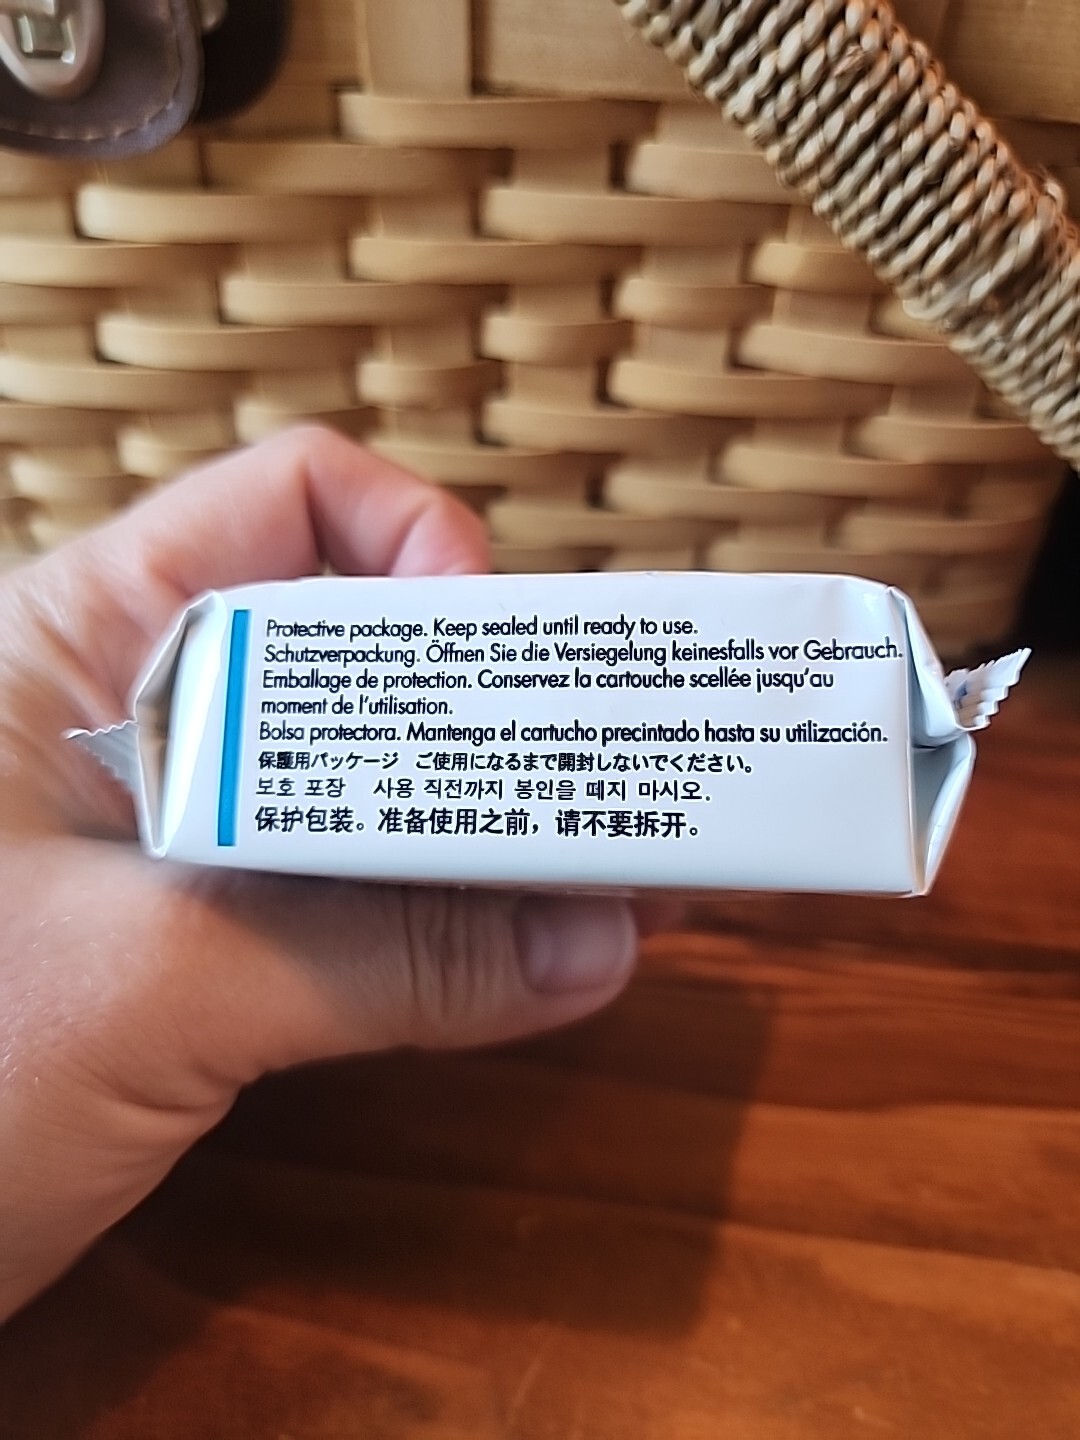 Protective package. Keep sealed until ready to use.
Schutzverpackung. Öffnen Sie die Versiegelung keinesfalls vor Gebrauch.
Emballage de protection. Conservez la cartouche scellée jusqu'au
moment de l'utilisation.
Bolsa protectora. Mantenga el cartucho precintado hasta su utilización.
保護用パッケージ ご使用になるまで開封しないでください。
보호 포장 사용 직전까지 봉인을 떼지 마시오.
保护包装。准备使用之前，请不要拆开。